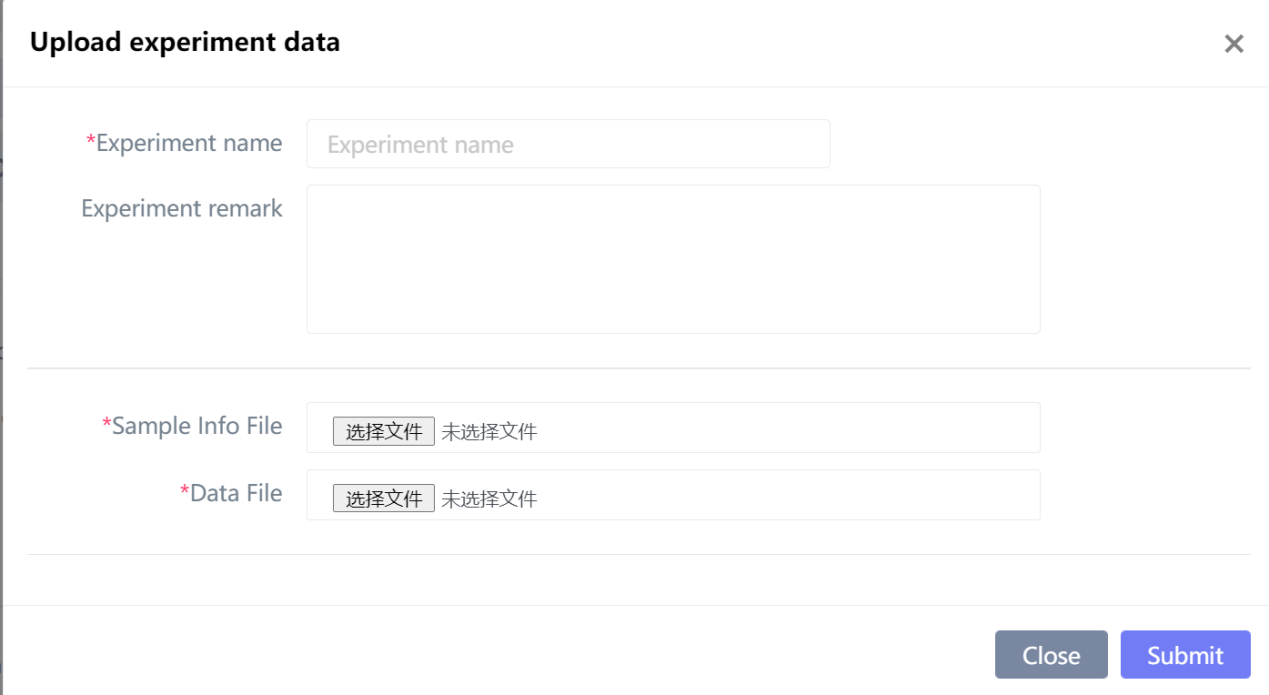 Upload experiment data
*Experiment name
Experiment name
Experiment remark
*Sample Info File
选择文件 未选择文件
*Data File
选择文件 未选择文件
Close
Submit